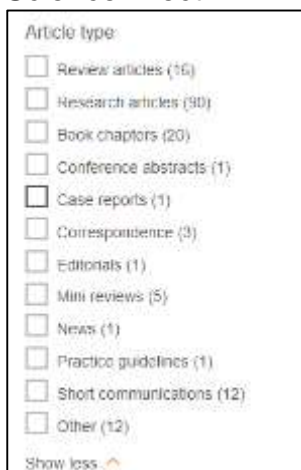 Article type
Review articles (16)
Research articles (90)
Book chapters (20)
Conference abstracts (1)
Case reports (1)
Correspondence (3)
Editorials (1)
Mini reviews (5)
News (1)
Practice guidelines (1)
Short communications (12)
Other (12)
Show less